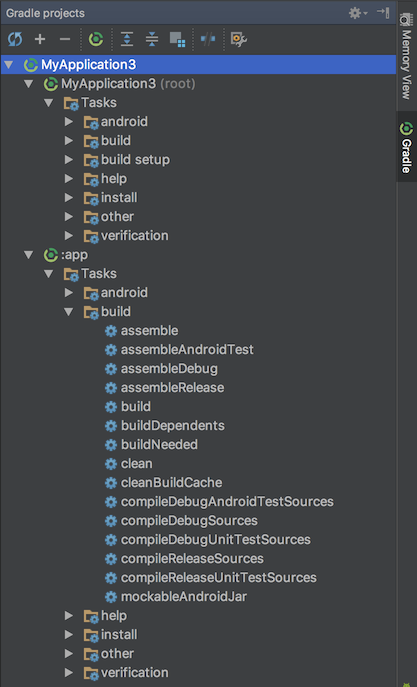 Gradle projects
MyApplication3
MyApplication3 (root)
Tasks
android
build
build setup
help
install
other
verification
:app
Tasks
android
build
assemble
assembleAndroidTest
assembleDebug
assembleRelease
build
buildDependents
buildNeeded
clean
cleanBuildCache
compileDebugAndroidTestSources
compileDebugSources
compileDebugUnitTestSources
compileReleaseSources
compileReleaseUnitTestSources
mockableAndroidJar
help
install
other
verification
Memory View
Gradle